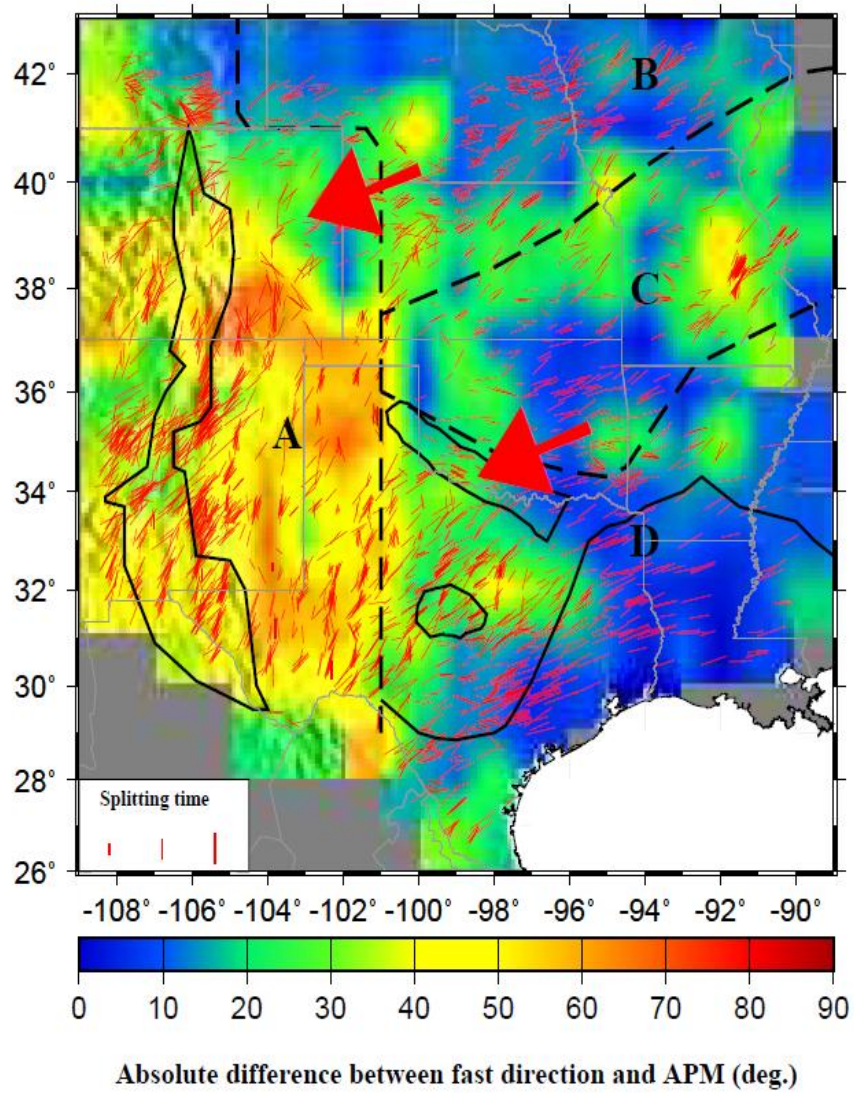 42°
40°
38°
36°
34°
32°
30°
28°
26°
B
C
A
D
Splitting time
-108° -106° -104° -102° -100° -98° -96° -94° -92° -90°
0 10 20 30 40 50 60 70 80 90
Absolute difference between fast direction and APM (deg.)